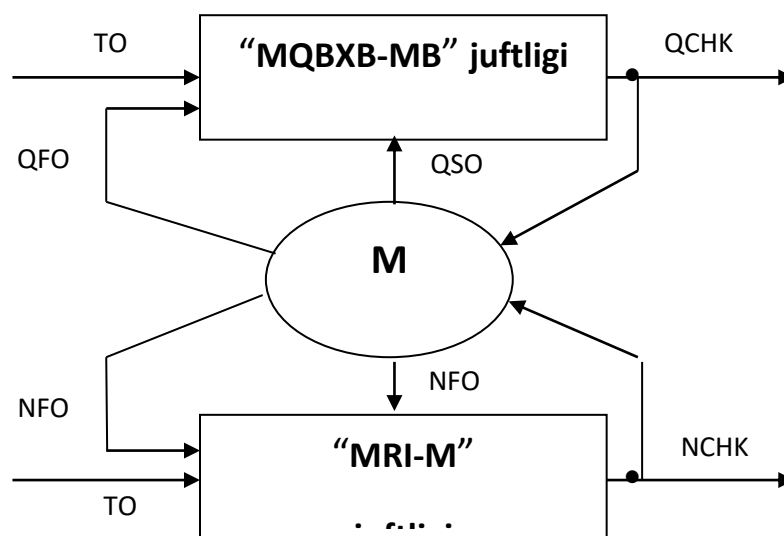 TO
“MQBXB-MB” juftligi
QCHK
QFO
QSO
M
NFO
NFO
“MRI-M”
NCHK
TO